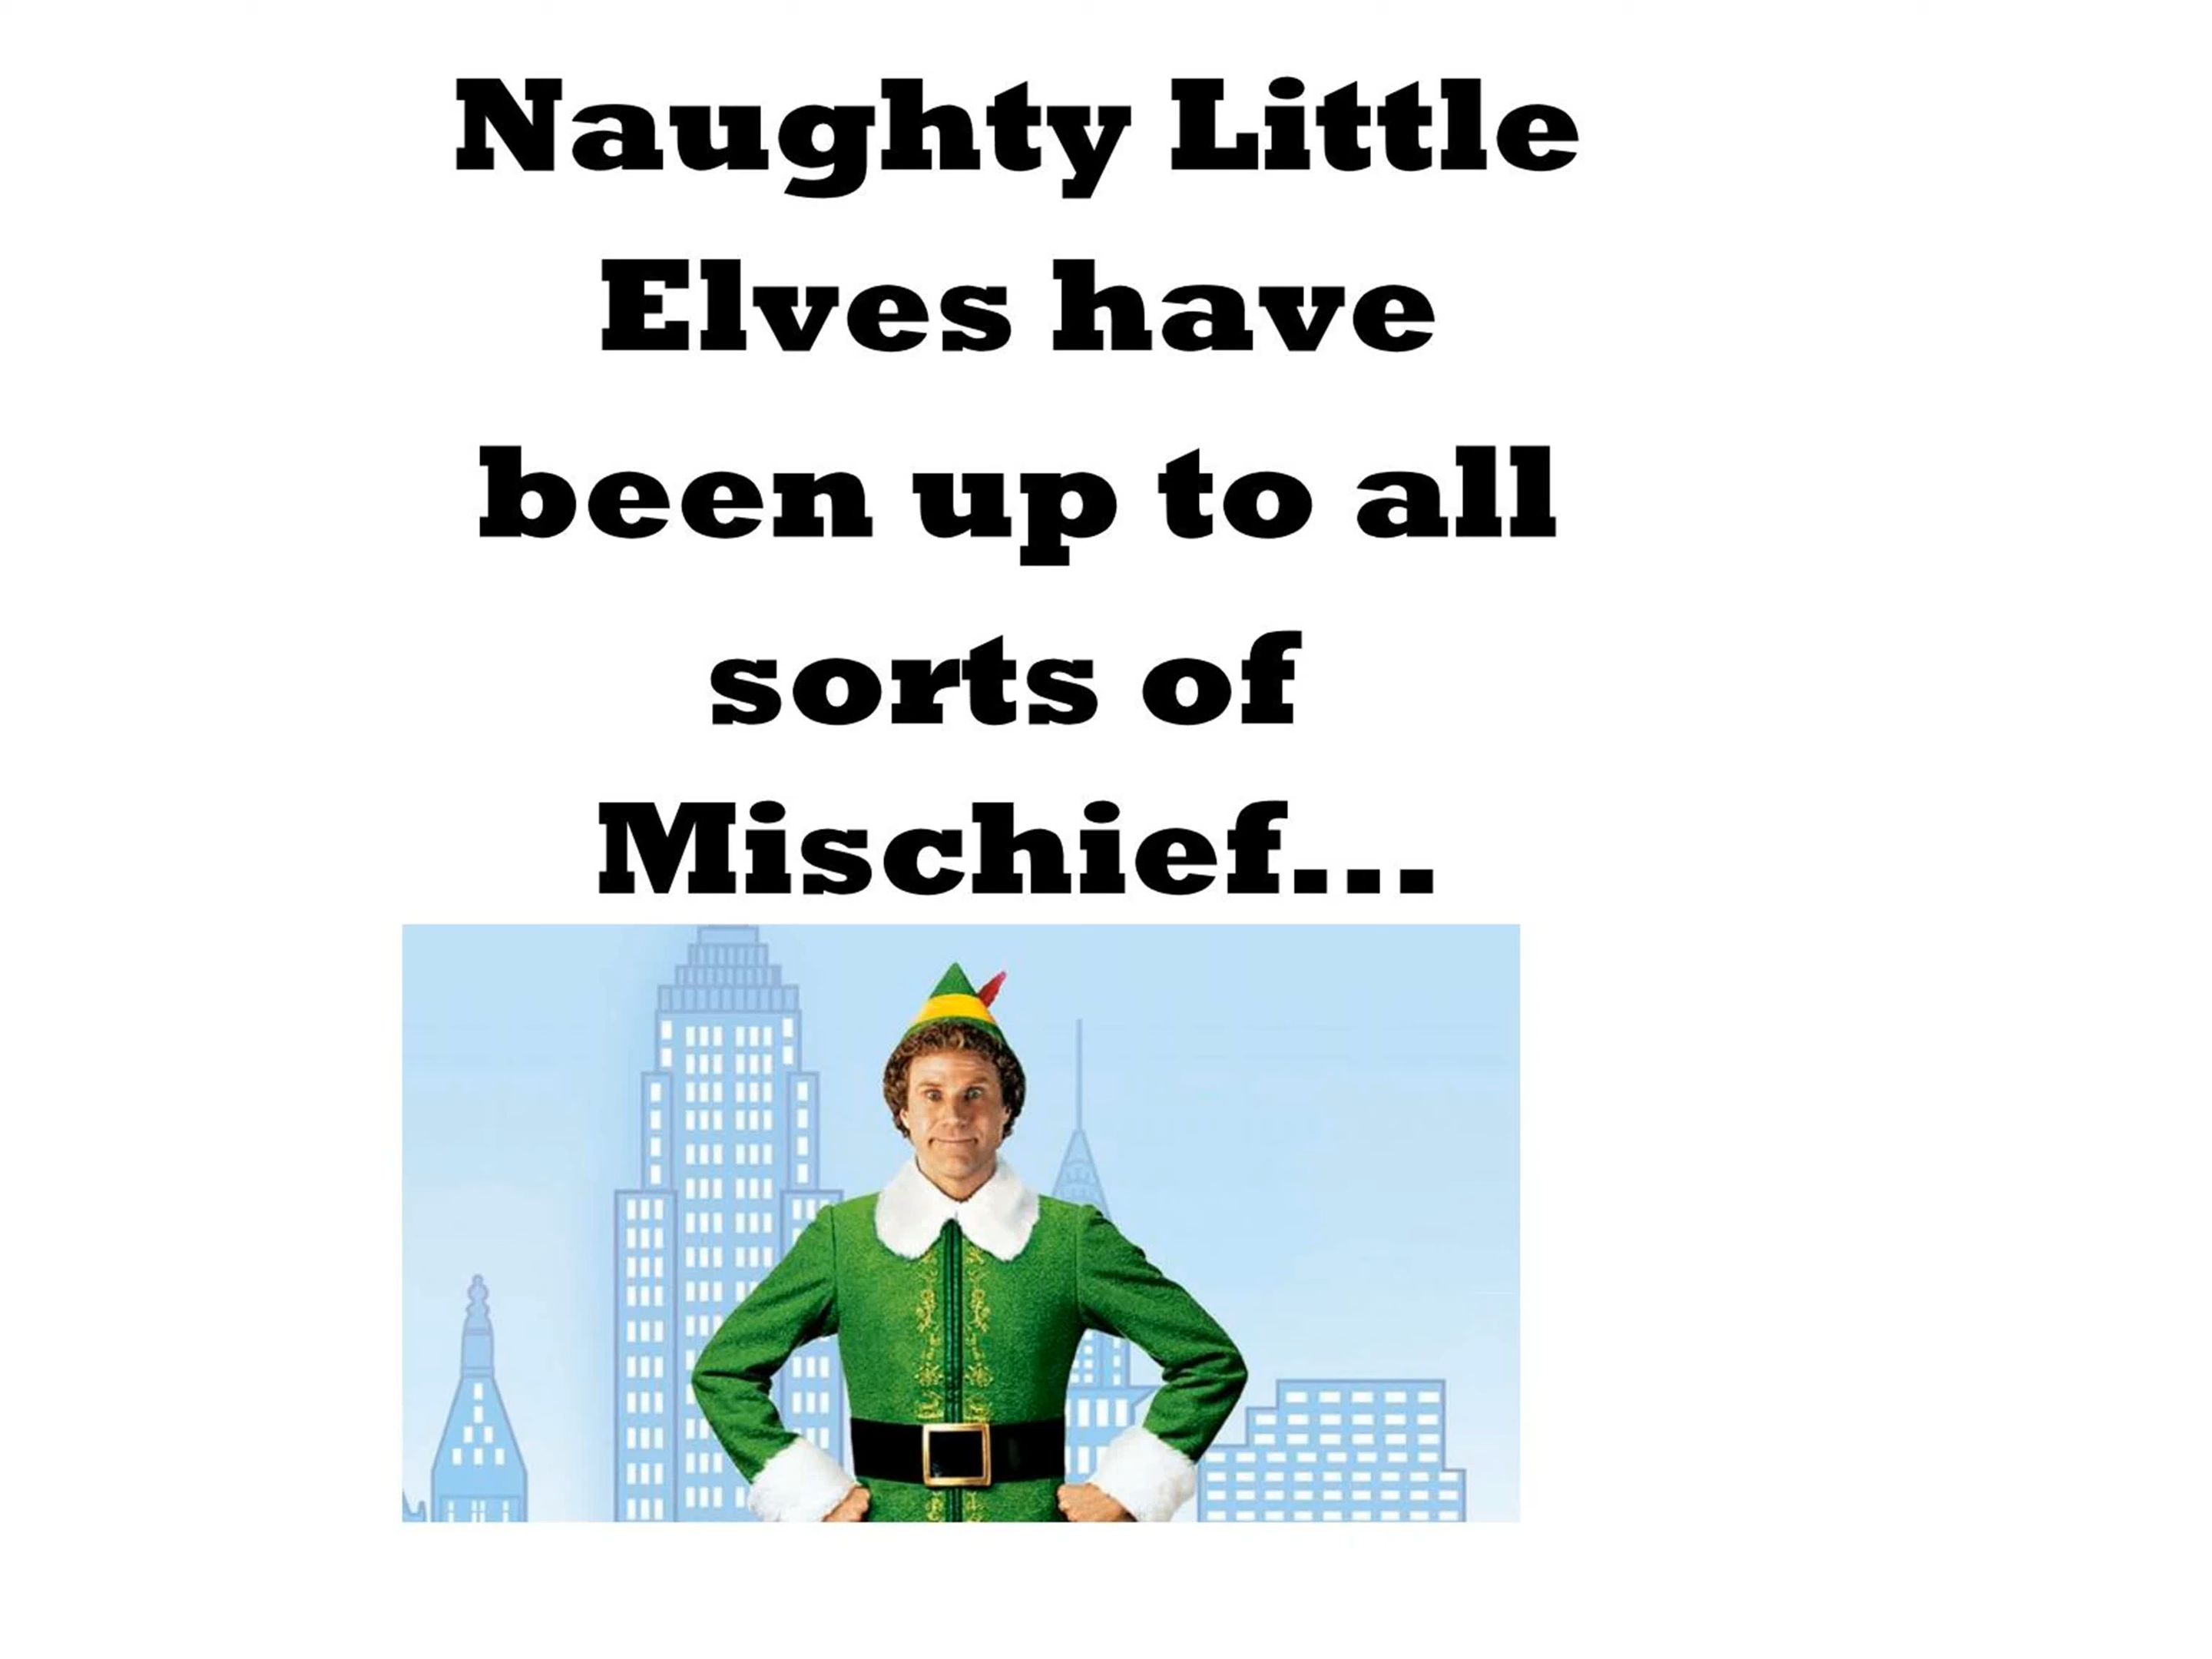 Naughty Little
Elves have
been up to all
sorts of
Mischief...